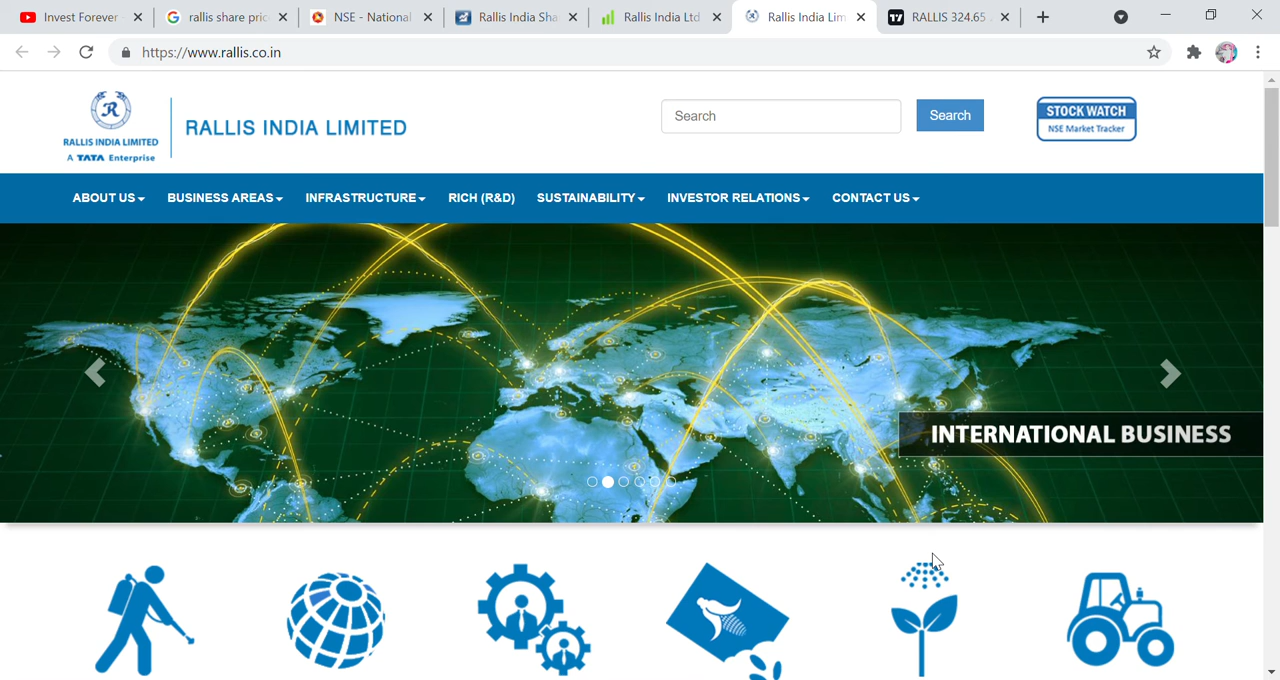 Invest Forever
rallis share pric
NSE - National
Rallis India Sha
Rallis India Ltd
Rallis India Lim
RALLIS 324.65
https://www.rallis.co.in
R
RALLIS INDIA LIMITED
A TATA Enterprise
RALLIS INDIA LIMITED
Search
Search
STOCK WATCH
NSE Market Tracker
ABOUT US
BUSINESS AREAS
INFRASTRUCTURE
RICH (R&D)
SUSTAINABILITY
INVESTOR RELATIONS
CONTACT US
INTERNATIONAL BUSINESS